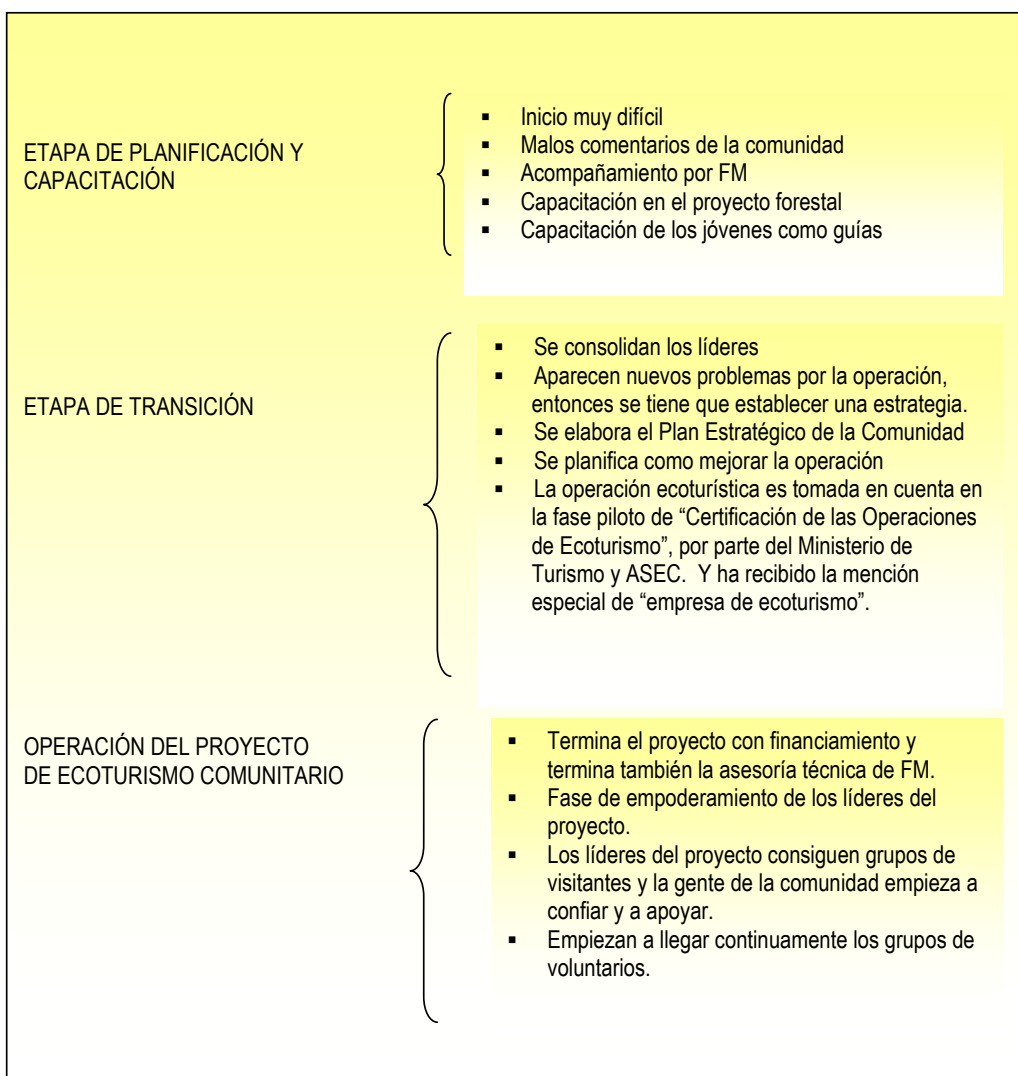 ETAPA DE PLANIFICACIÓN Y
CAPACITACIÓN
▪ Inicio muy difícil
▪ Malos comentarios de la comunidad
▪ Acompañamiento por FM
▪ Capacitación en el proyecto forestal
▪ Capacitación de los jóvenes como guías
ETAPA DE TRANSICIÓN
▪ Se consolidan los líderes
▪ Aparecen nuevos problemas por la operación,
entonces se tiene que establecer una estrategia.
▪ Se elabora el Plan Estratégico de la Comunidad
▪ Se planifica como mejorar la operación
▪ La operación ecoturística es tomada en cuenta en
la fase piloto de “Certificación de las Operaciones
de Ecoturismo”, por parte del Ministerio de
Turismo y ASEC. Y ha recibido la mención
especial de “empresa de ecoturismo”.
OPERACIÓN DEL PROYECTO
DE ECOTURISMO COMUNITARIO
▪ Termina el proyecto con financiamiento y
termina también la asesoría técnica de FM.
▪ Fase de empoderamiento de los líderes del
proyecto.
▪ Los líderes del proyecto consiguen grupos de
visitantes y la gente de la comunidad empieza a
confiar y a apoyar.
▪ Empiezan a llegar continuamente los grupos de
voluntarios.